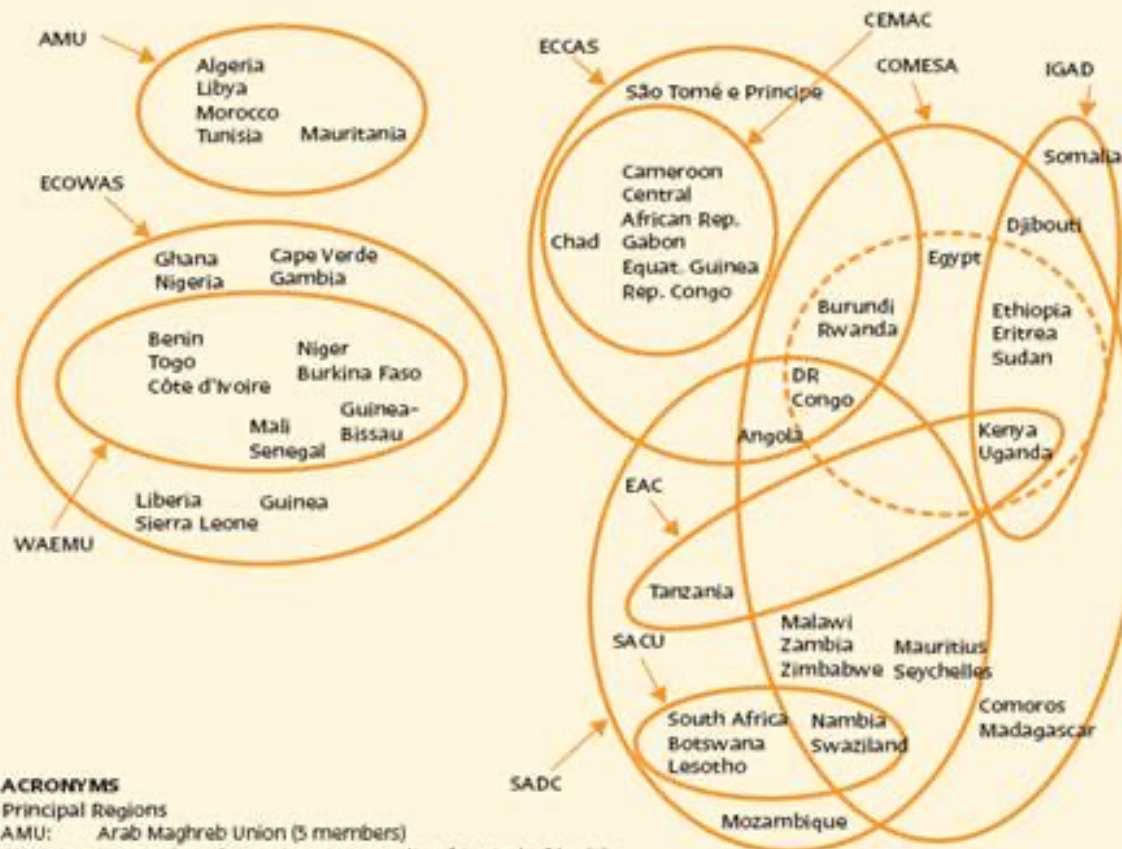 AMU
Algeria
Libya
Morocco
Tunisia
Mauritania
ECOWAS
Ghana
Nigeria
Cape Verde
Gambia
Benin
Togo
Côte d'Ivoire
Niger
Burkina Faso
Mali
Senegal
Guinea-
Bissau
Liberia
Sierra Leone
Guinea
WAEMU
ECCAS
CEMAC
COMESA
IGAD
São Tomé e Principe
Chad
Cameroon
Central
African Rep.
Gabon
Equat. Guinea
Rep. Congo
Somalia
Djibouti
Egypt
Burundi
Rwanda
Ethiopia
Eritrea
Sudan
DR
Congo
Angola
Kenya
Uganda
EAC
Tanzania
Malawi
Zambia
Zimbabwe
Mauritius
Seychelles
SACU
South Africa
Botswana
Lesotho
Nambia
Swaziland
Comoros
Madagascar
SADC
Mozambique
ACRONYMS
Principal Regions
AMU: Arab Maghreb Union (5 members)